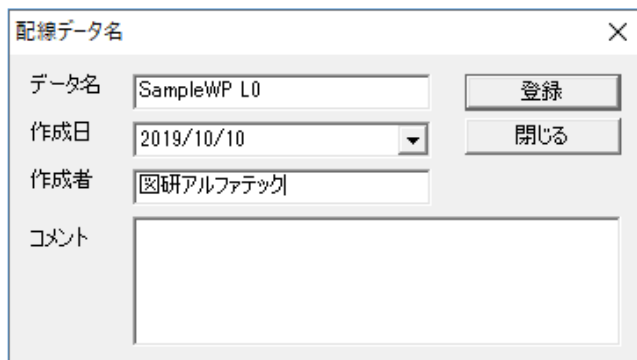 配線データ名
データ名 SampleWP L0 登録
作成日 2019/10/10 閉じる
作成者 図研アルファテック
コメント